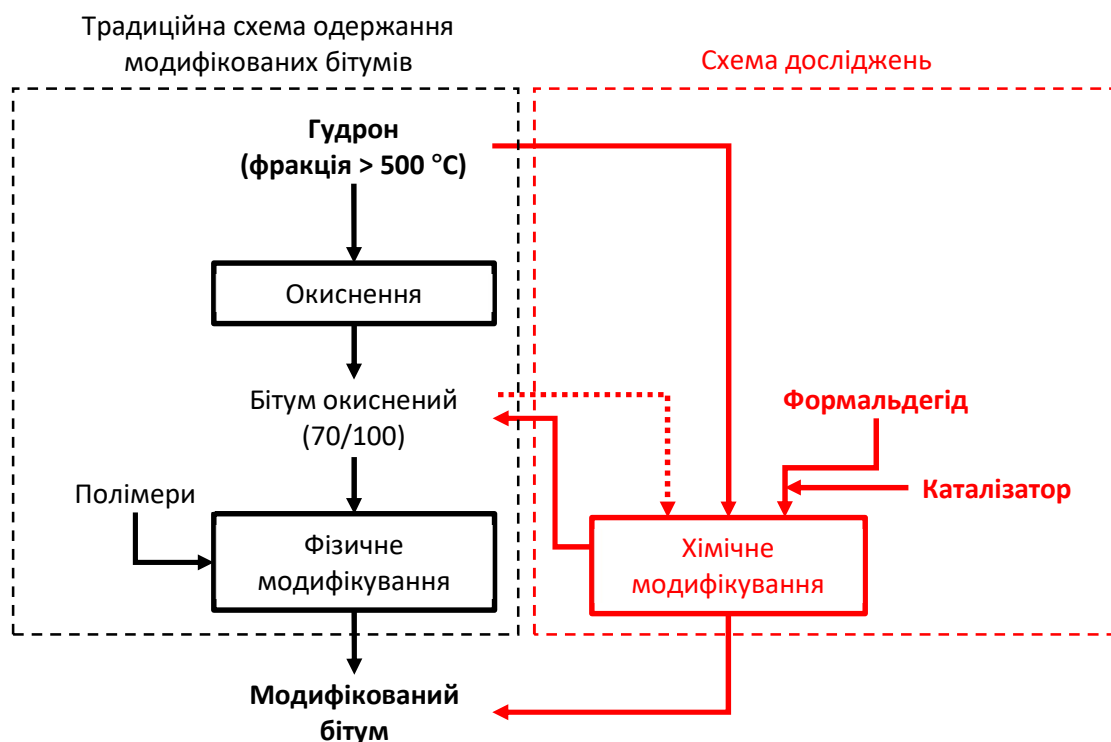 Традиційна схема одержання
модифікованих бітумів
Схема досліджень
Гудрон
(фракція > 500 °С)
Окиснення
Бітум окиснений
(70/100)
Формальдегід
Каталізатор
Полімери
Фізичне
модифікування
Хімічне
модифікування
Модифікований
бітум